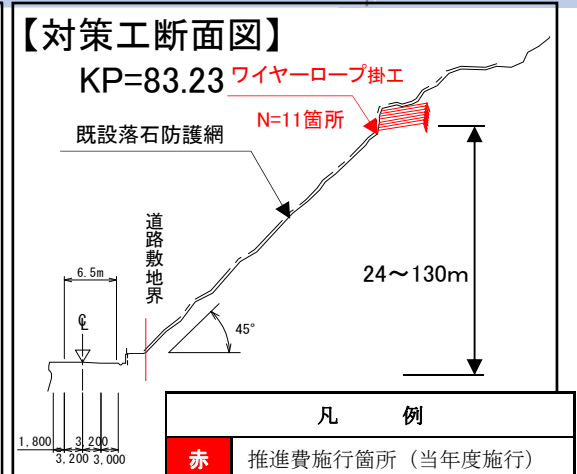 【対策工断面図】
KP=83.23
ワイヤーロープ掛工
N=11箇所
既設落石防護網
道路敷地界
6.5m
24～130m
℄
45°
1,800
3,200
3,200
3,000
凡 例
赤 推進費施行箇所（当年度施行）